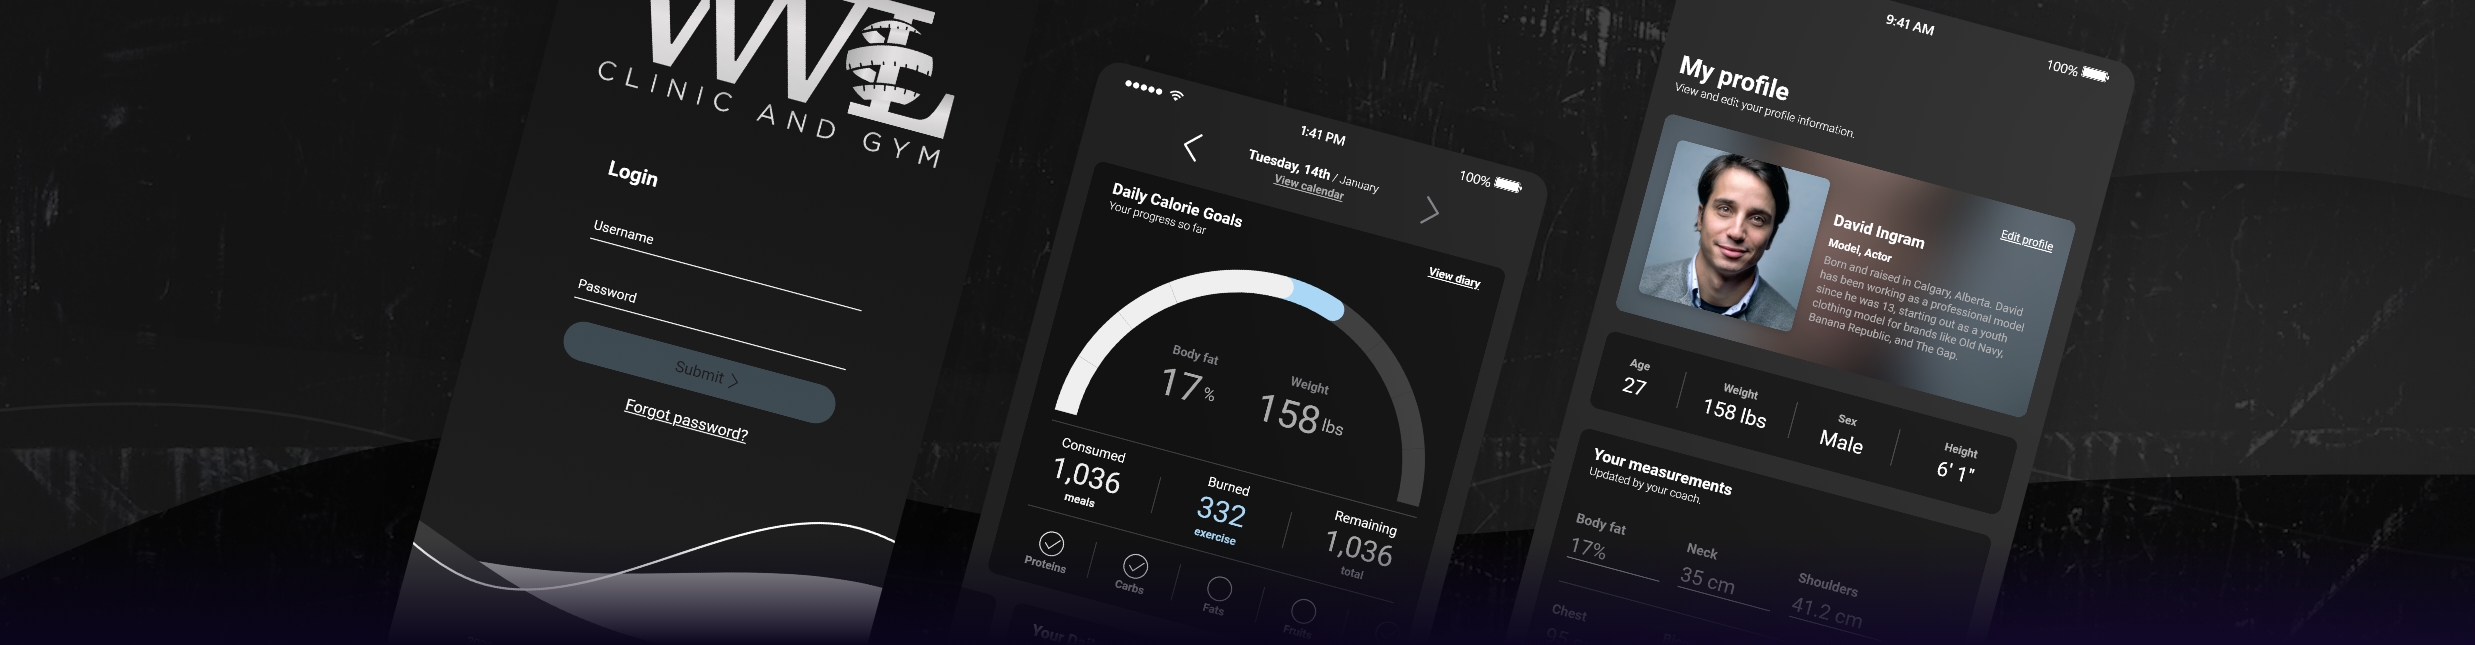 CLINIC AND GYM
Login
Username
Password
Submit
Forgot password?
1:41 PM
100%
Tuesday, 14th / January
View calendar
Daily Calorie Goals
Your progress so far
View diary
Body fat
17 %
Weight
158 lbs
Consumed
1,036
meals
Burned
332
exercise
Remaining
1,036
total
Proteins
Carbs
Fats
Fruits
9:41 AM
100%
My profile
View and edit your profile information.
David Ingram
Edit profile
Model, Actor
Born and raised in Calgary, Alberta. David
has been working as a professional model
since he was 13, starting out as a youth
clothing model for brands like Old Navy,
Banana Republic, and The Gap.
Age
27
Weight
158 lbs
Sex
Male
Height
6' 1"
Your measurements
Updated by your coach.
Body fat
17%
Neck
35 cm
Shoulders
41.2 cm
Chest